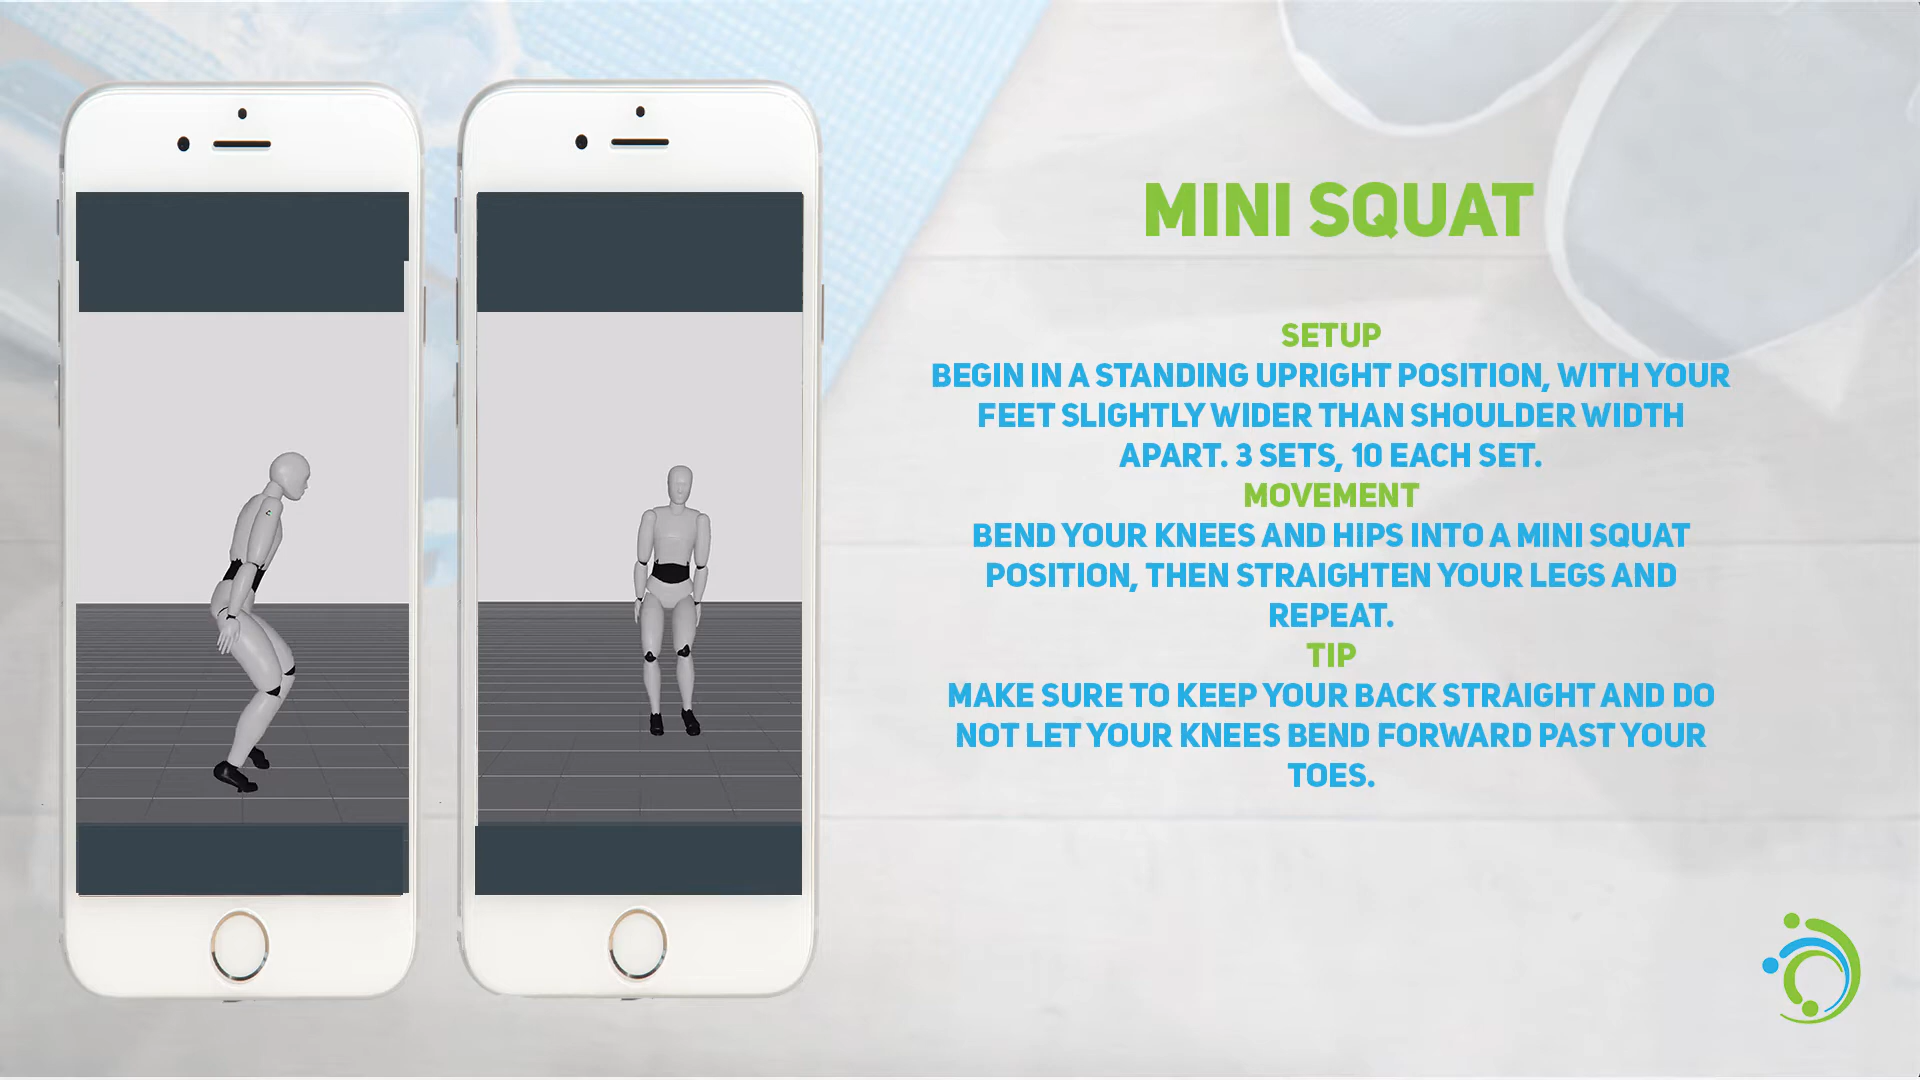 MINI SQUAT
SETUP
BEGIN IN A STANDING UPRIGHT POSITION, WITH YOUR
FEET SLIGHTLY WIDER THAN SHOULDER WIDTH
APART. 3 SETS, 10 EACH SET.
MOVEMENT
BEND YOUR KNEES AND HIPS INTO A MINI SQUAT
POSITION, THEN STRAIGHTEN YOUR LEGS AND
REPEAT.
TIP
MAKE SURE TO KEEP YOUR BACK STRAIGHT AND DO
NOT LET YOUR KNEES BEND FORWARD PAST YOUR
TOES.